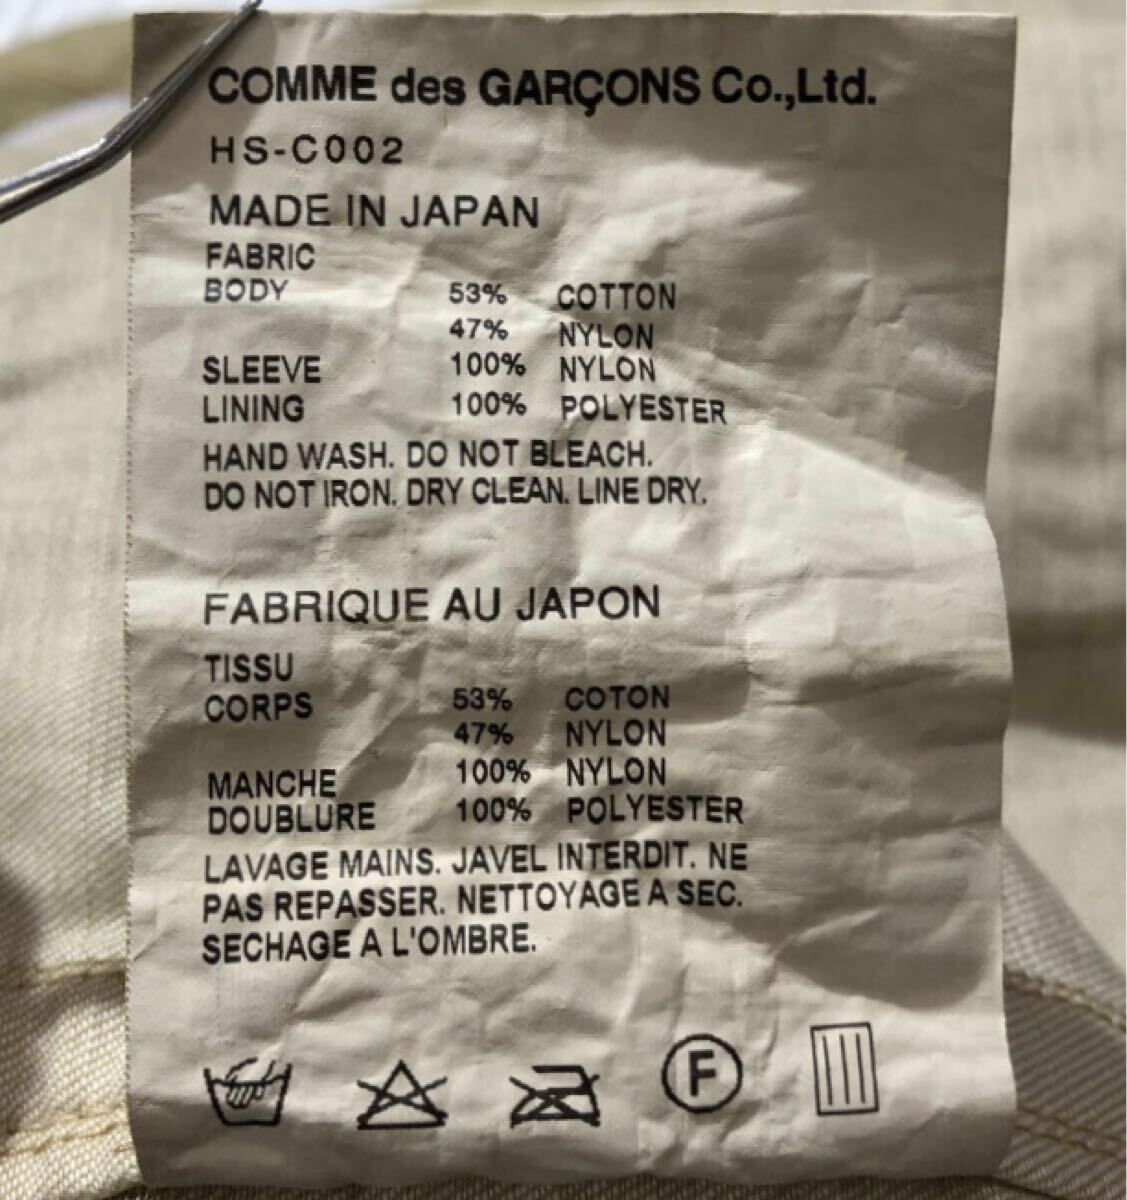 COMME des GARÇONS Co.,Ltd.
HS-C002
MADE IN JAPAN
FABRIC
BODY 53% COTTON
47% NYLON
SLEEVE 100% NYLON
LINING 100% POLYESTER
HAND WASH. DO NOT BLEACH.
DO NOT IRON. DRY CLEAN. LINE DRY.
FABRIQUE AU JAPON
TISSU
CORPS 53% COTON
47% NYLON
MANCHE 100% NYLON
DOUBLURE 100% POLYESTER
LAVAGE MAINS. JAVEL INTERDIT. NE
PAS REPASSER. NETTOYAGE A SEC.
SECHAGE A L'OMBRE.
F